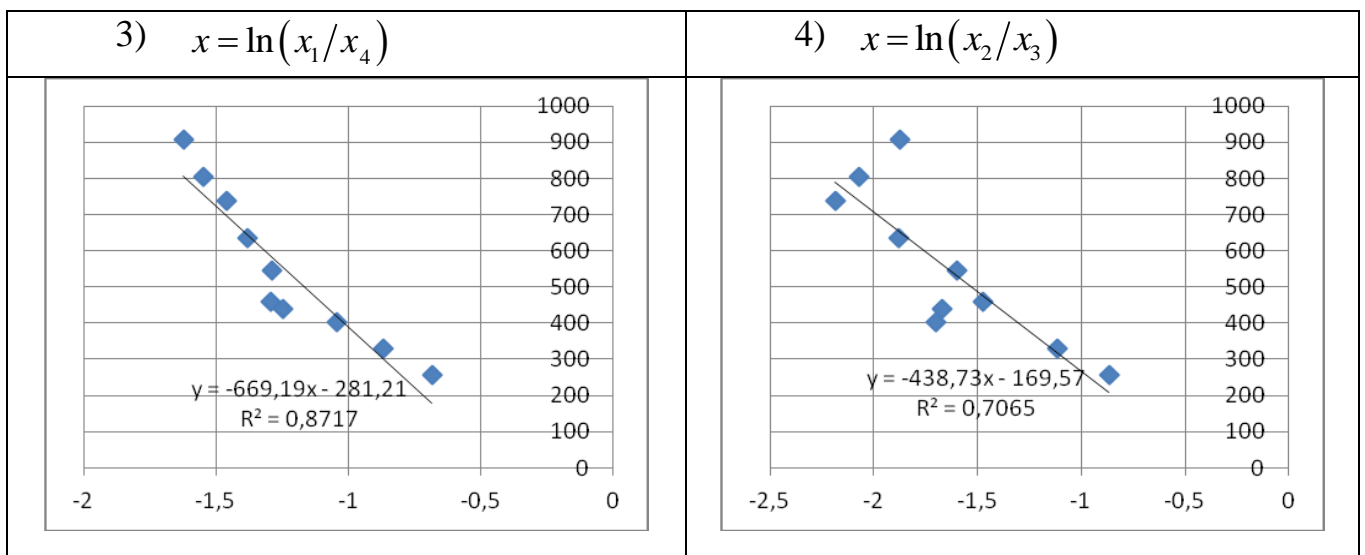 3) x = ln(x₁/x₄)
4) x = ln(x₂/x₃)
1000
900
800
700
600
500
400
300
200
100
0
y = -669,19x - 281,21
R² = 0,8717
-2 -1,5 -1 -0,5 0
1000
900
800
700
600
500
400
300
200
100
0
y = -438,73x - 169,57
R² = 0,7065
-2,5 -2 -1,5 -1 -0,5 0